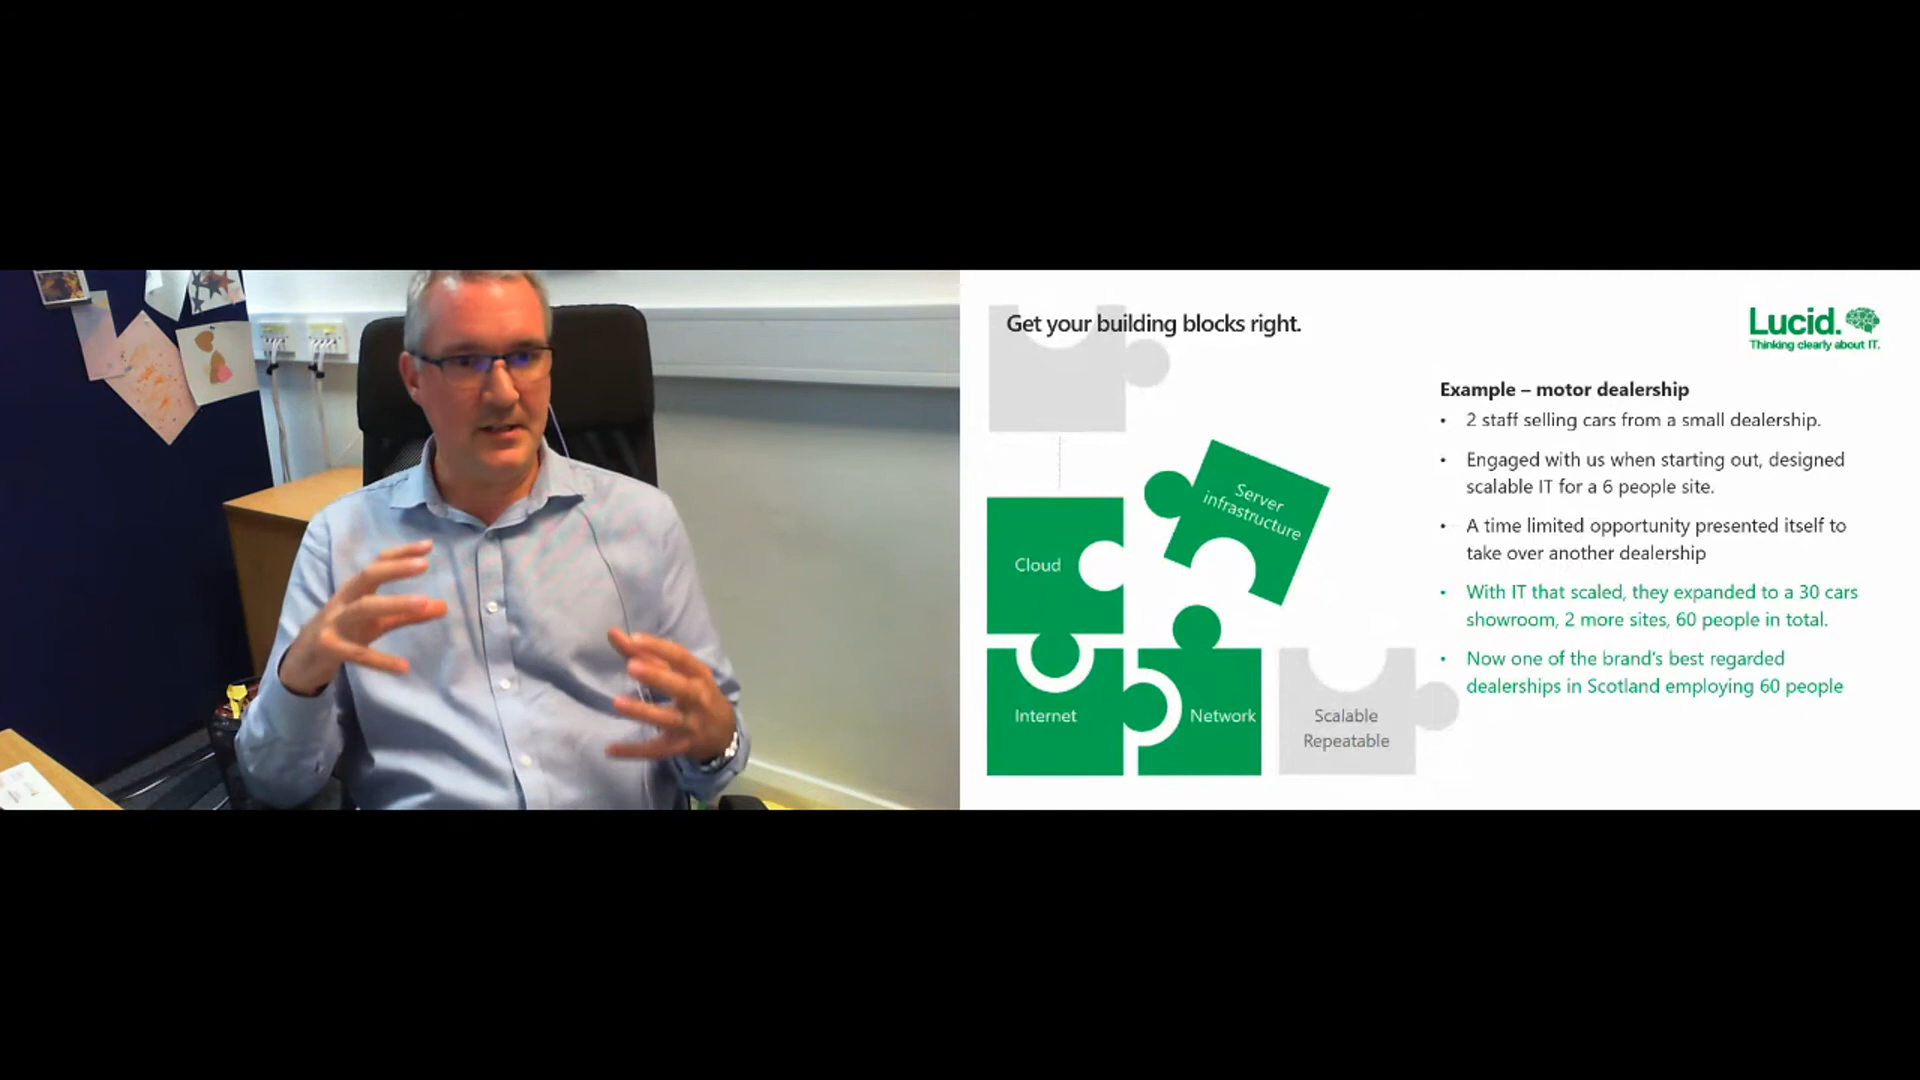 Get your building blocks right.
Lucid.
Thinking clearly about IT.
Server
infrastructure
Cloud
Internet
Network
Scalable
Repeatable
Example – motor dealership
• 2 staff selling cars from a small dealership.
• Engaged with us when starting out, designed
scalable IT for a 6 people site.
• A time limited opportunity presented itself to
take over another dealership
• With IT that scaled, they expanded to a 30 cars
showroom, 2 more sites, 60 people in total.
• Now one of the brand's best regarded
dealerships in Scotland employing 60 people